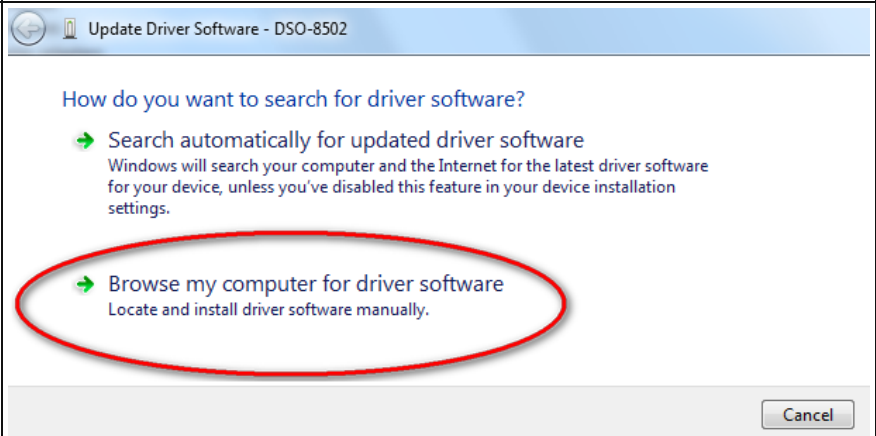 Update Driver Software - DSO-8502
How do you want to search for driver software?
Search automatically for updated driver software
Windows will search your computer and the Internet for the latest driver software
for your device, unless you've disabled this feature in your device installation
settings.
Browse my computer for driver software
Locate and install driver software manually.
Cancel